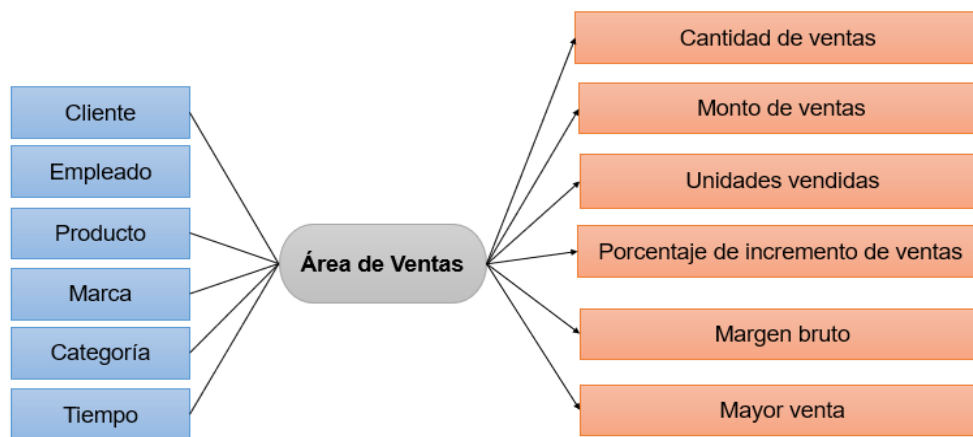 Cliente
Empleado
Producto
Marca
Categoría
Tiempo
Área de Ventas
Cantidad de ventas
Monto de ventas
Unidades vendidas
Porcentaje de incremento de ventas
Margen bruto
Mayor venta